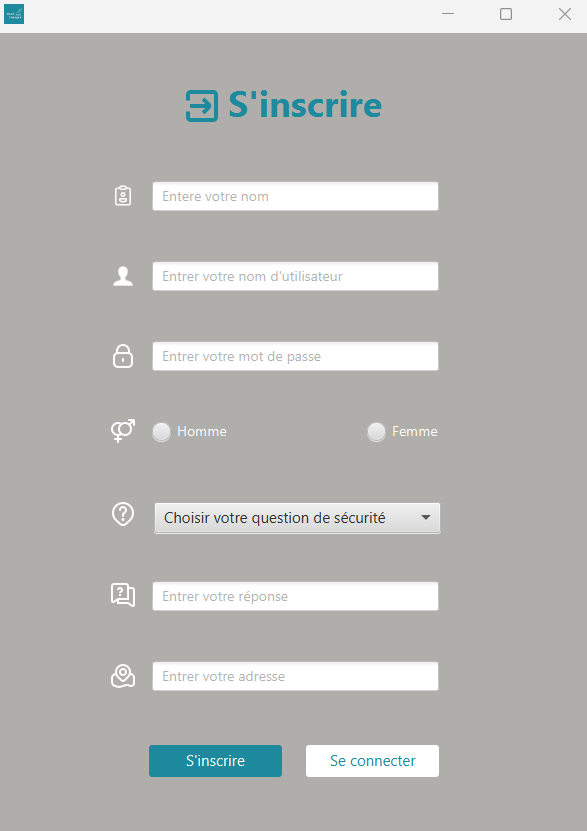 S'inscrire
Entere votre nom
Entrer votre nom d'utilisateur
Entrer votre mot de passe
Homme Femme
Choisir votre question de sécurité
Entrer votre réponse
Entrer votre adresse
S'inscrire Se connecter